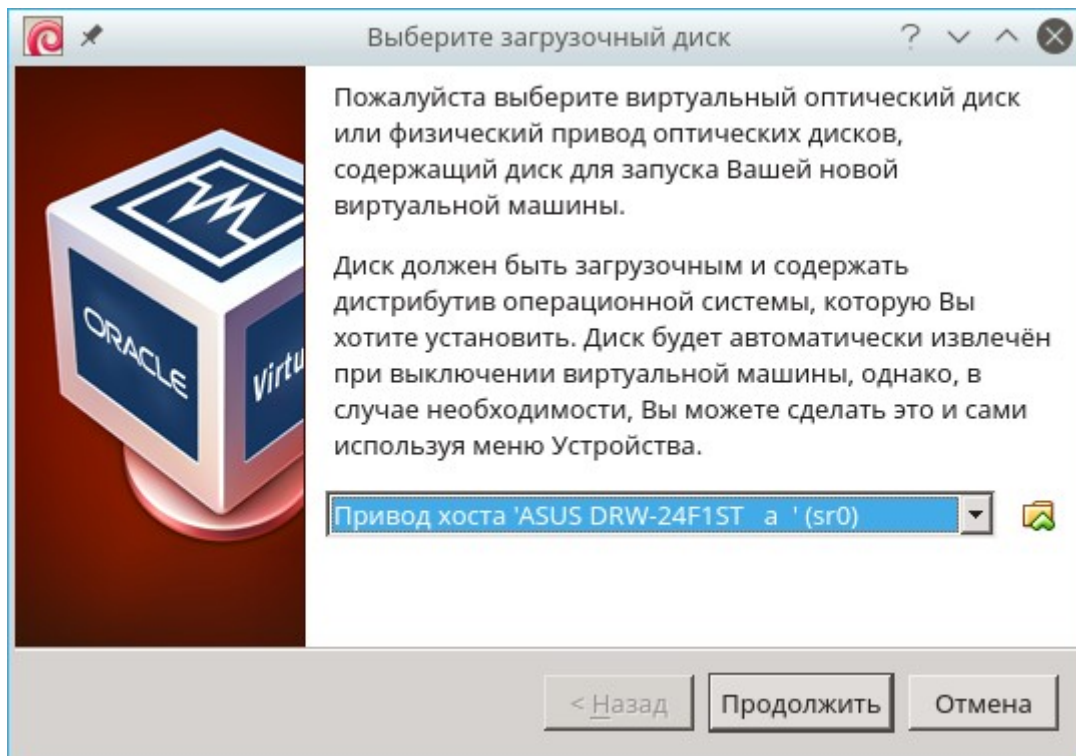 Выберите загрузочный диск
Пожалуйста выберите виртуальный оптический диск
или физический привод оптических дисков,
содержащий диск для запуска Вашей новой
виртуальной машины.
Диск должен быть загрузочным и содержать
дистрибутив операционной системы, которую Вы
хотите установить. Диск будет автоматически извлечён
при выключении виртуальной машины, однако, в
случае необходимости, Вы можете сделать это и сами
используя меню Устройства.
ORACLE
Virtu
Привод хоста 'ASUS DRW-24F1ST   a  ' (sr0)
< Назад
Продолжить
Отмена